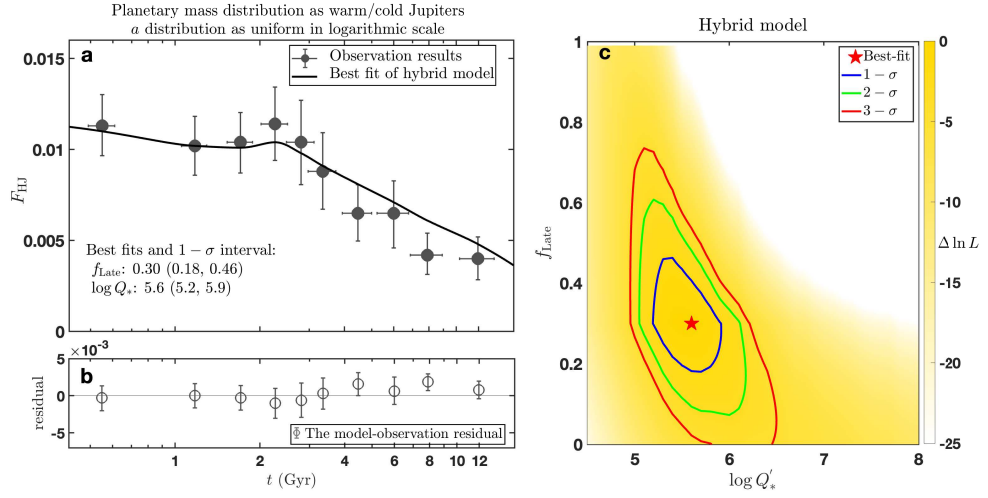 Planetary mass distribution as warm/cold Jupiters
a distribution as uniform in logarithmic scale
a
Observation results
Best fit of hybrid model
0.015
0.01
0.005
0
F_HJ
Best fits and 1 − σ interval:
f_Late: 0.30 (0.18, 0.46)
log Q_*: 5.6 (5.2, 5.9)
×10^-3
b
5
0
-5
residual
The model-observation residual
1 2 4 6 8 10 12
t (Gyr)
Hybrid model
c
Best-fit
1 − σ
2 − σ
3 − σ
1
0.8
0.6
0.4
0.2
0
f_Late
5 6 7 8
log Q'_*
0
-5
-10
-15
-20
-25
Δ ln L